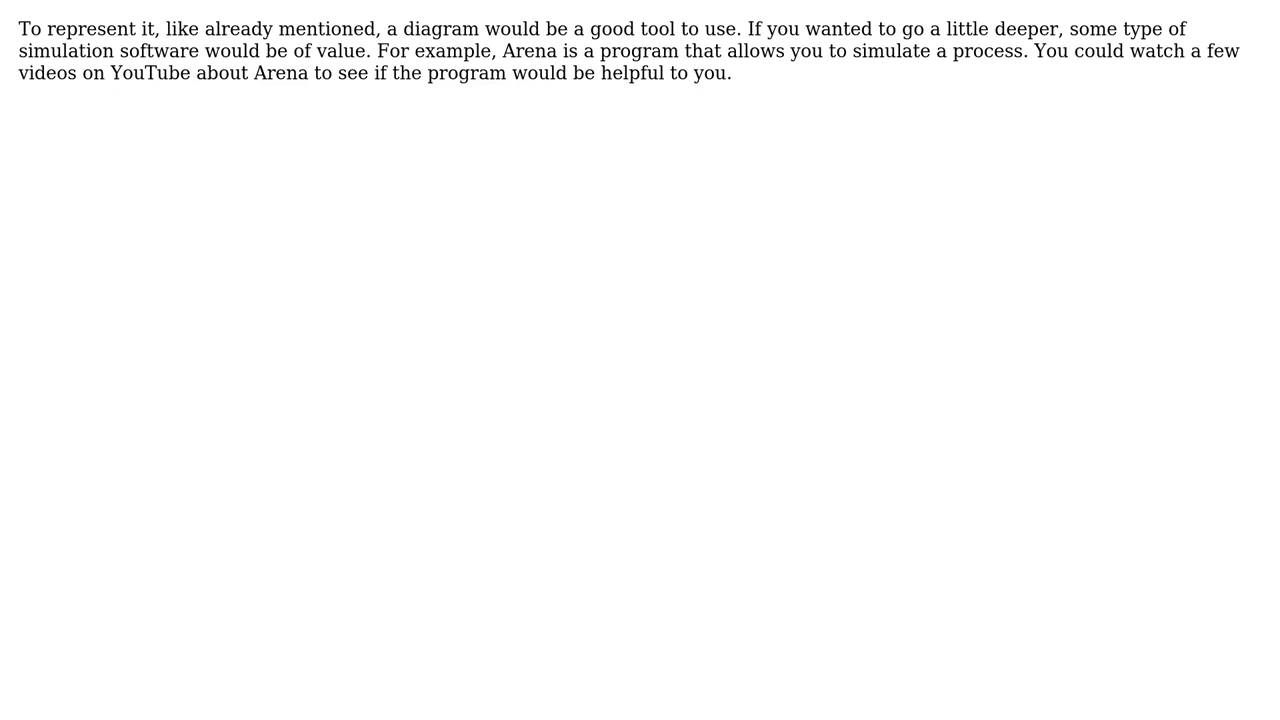 To represent it, like already mentioned, a diagram would be a good tool to use. If you wanted to go a little deeper, some type of
simulation software would be of value. For example, Arena is a program that allows you to simulate a process. You could watch a few
videos on YouTube about Arena to see if the program would be helpful to you.